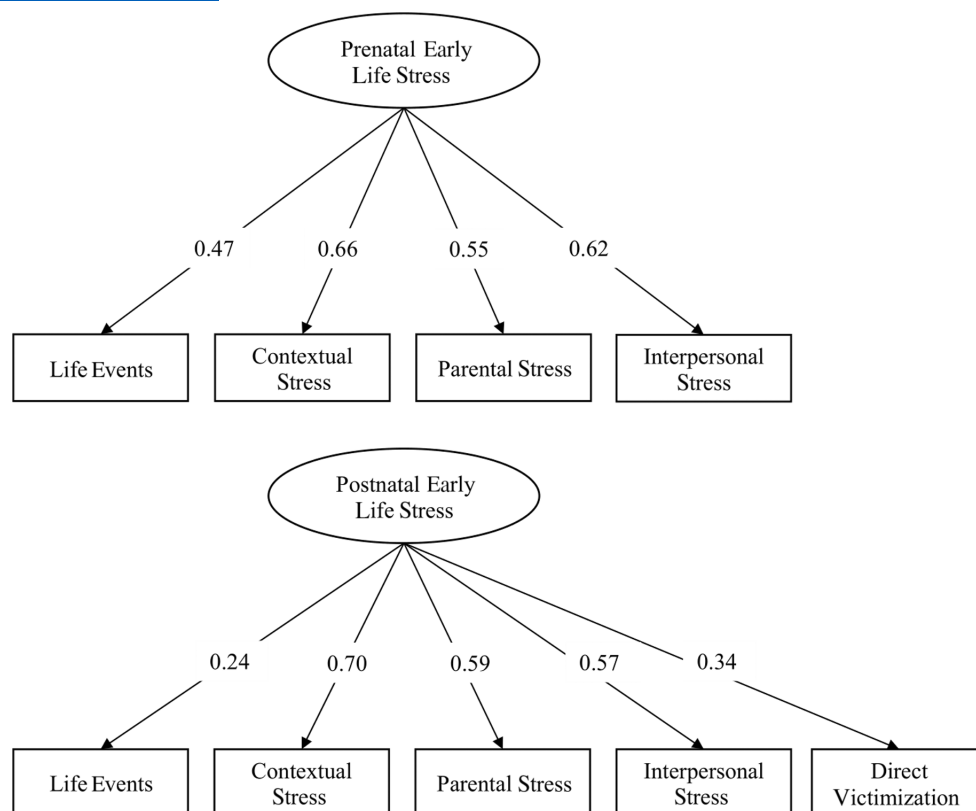 Prenatal Early
Life Stress
0.47
0.66
0.55
0.62
Life Events
Contextual
Stress
Parental Stress
Interpersonal
Stress
Postnatal Early
Life Stress
0.24
0.70
0.59
0.57
0.34
Life Events
Contextual
Stress
Parental Stress
Interpersonal
Stress
Direct
Victimization